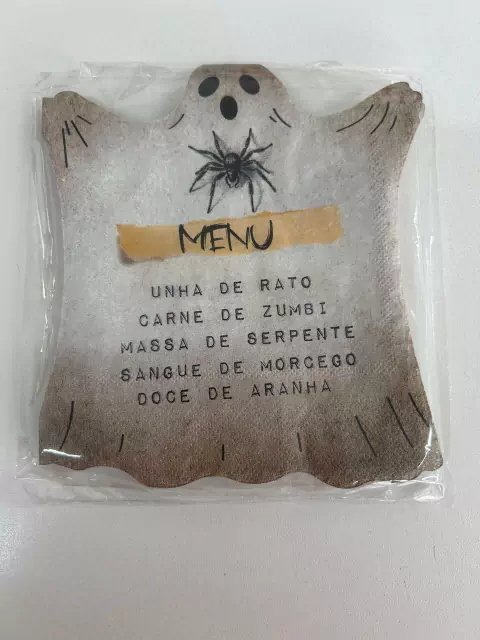 MENU
UNHA DE RATO
CARNE DE ZUMBI
MASSA DE SERPENTE
SANGUE DE MORCEGO
DOCE DE ARANHA